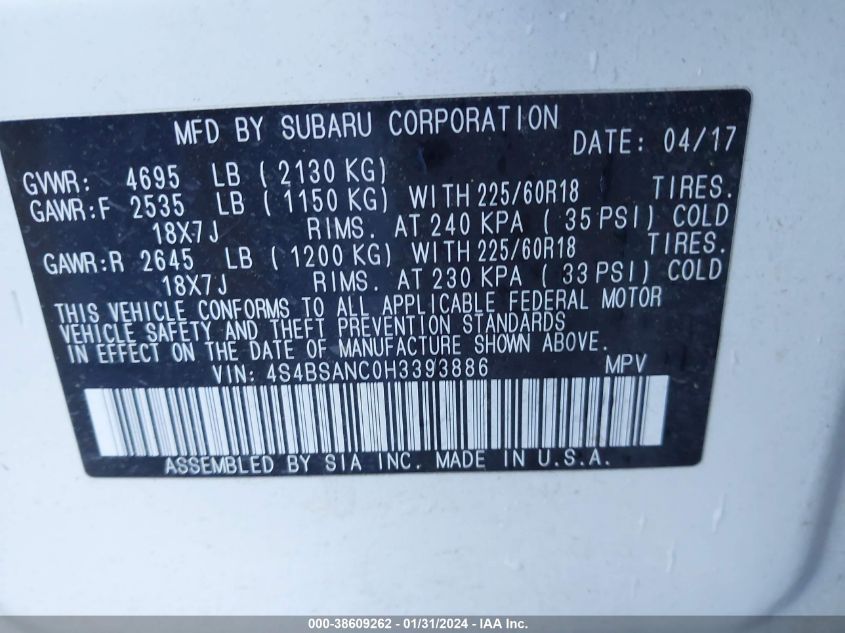 MFD BY SUBARU CORPORATION DATE: 04/17
GVWR: 4695 LB ( 2130 KG)
GAWR:F 2535 LB ( 1150 KG) WITH 225/60R18 TIRES.
18X7J RIMS. AT 240 KPA ( 35 PSI) COLD
GAWR:R 2645 LB ( 1200 KG) WITH 225/60R18 TIRES.
18X7J RIMS. AT 230 KPA ( 33 PSI) COLD
THIS VEHICLE CONFORMS TO ALL APPLICABLE FEDERAL MOTOR
VEHICLE SAFETY AND THEFT PREVENTION STANDARDS
IN EFFECT ON THE DATE OF MANUFACTURE SHOWN ABOVE.
VIN: 4S4BSANC0H3393886 MPV
ASSEMBLED BY SIA INC. MADE IN U.S.A.
000-38609262 - 01/31/2024 - IAA Inc.